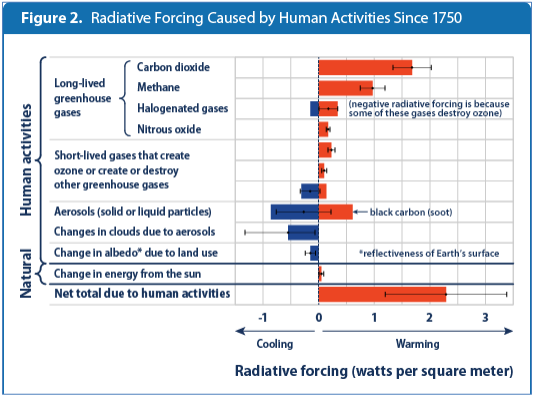 Figure 2. Radiative Forcing Caused by Human Activities Since 1750
Human activities
Natural
Long-lived
greenhouse
gases
Carbon dioxide
Methane
Halogenated gases
(negative radiative forcing is because
some of these gases destroy ozone)
Nitrous oxide
Short-lived gases that create
ozone or create or destroy
other greenhouse gases
Aerosols (solid or liquid particles)
black carbon (soot)
Changes in clouds due to aerosols
Change in albedo* due to land use
*reflectiveness of Earth's surface
Change in energy from the sun
Net total due to human activities
-1 0 1 2 3
Cooling Warming
Radiative forcing (watts per square meter)